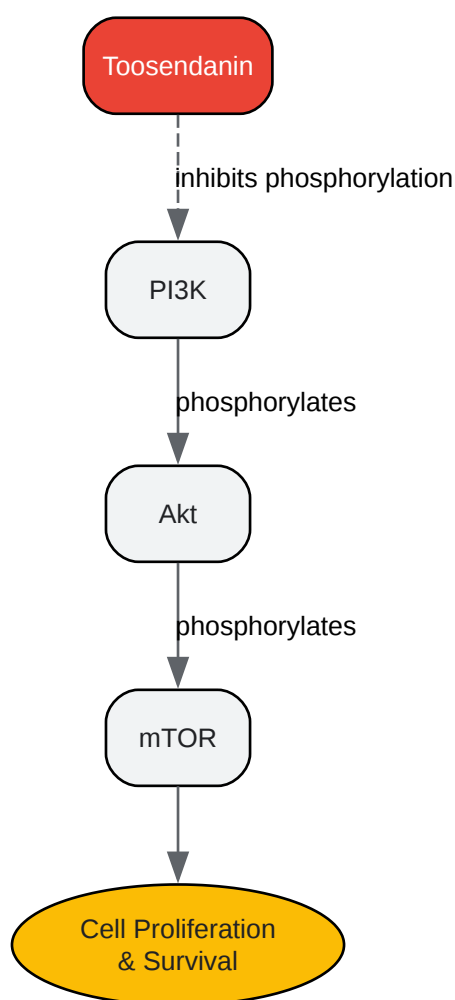 Toosendanin
inhibits phosphorylation
PI3K
phosphorylates
Akt
phosphorylates
mTOR
Cell Proliferation
& Survival